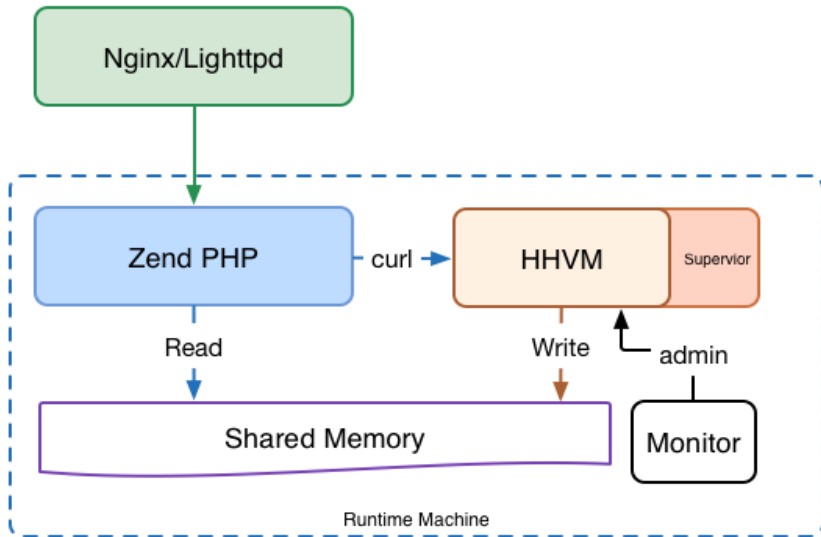 Nginx/Lighttpd
Zend PHP
curl
HHVM
Supervior
Read
Write
admin
Shared Memory
Monitor
Runtime Machine